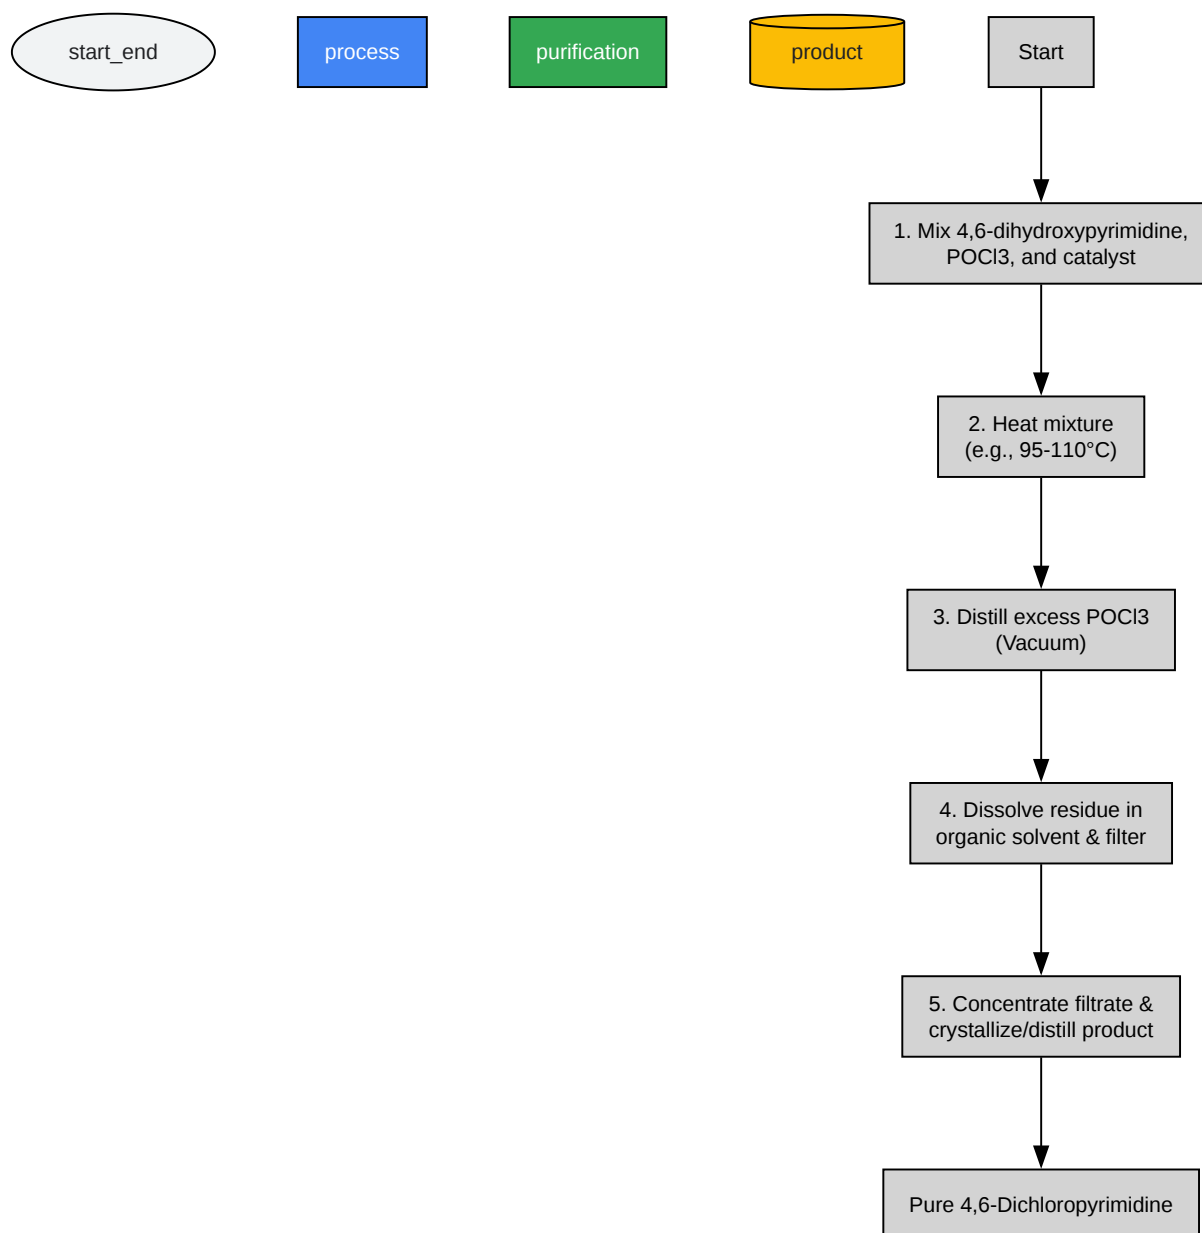 start_end
process
purification
product
Start
1. Mix 4,6-dihydroxypyrimidine,
POCl3, and catalyst
2. Heat mixture
(e.g., 95-110°C)
3. Distill excess POCl3
(Vacuum)
4. Dissolve residue in
organic solvent & filter
5. Concentrate filtrate &
crystallize/distill product
Pure 4,6-Dichloropyrimidine